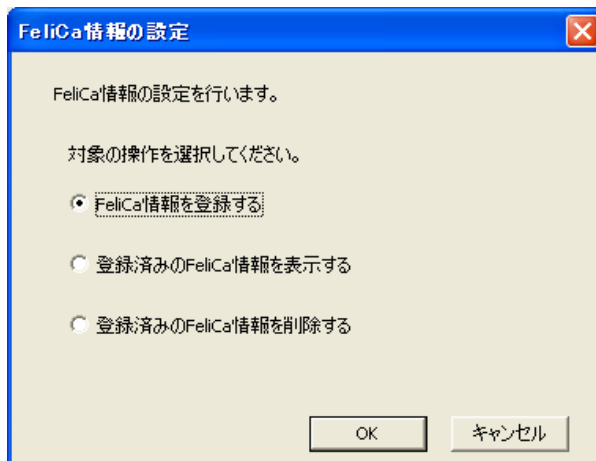 FeliCa情報の設定
FeliCa情報の設定を行います。
対象の操作を選択してください。
FeliCa情報を登録する
登録済みのFeliCa情報を表示する
登録済みのFeliCa情報を削除する
OK キャンセル